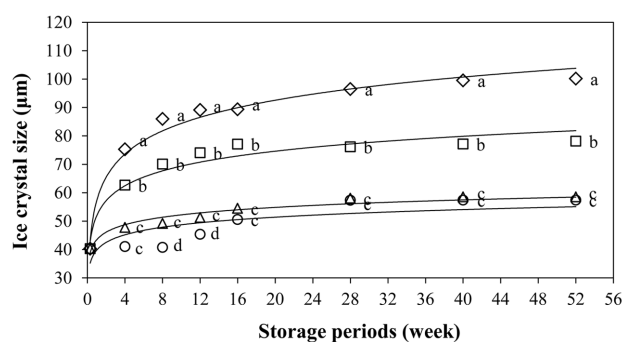 Ice crystal size (µm)
120
110
100
90
80
70
60
50
40
30
a a a a a a a
b b b b b b b
c c c c c c c
c d d c c c c
0 4 8 12 16 20 24 28 32 36 40 44 48 52 56
Storage periods (week)